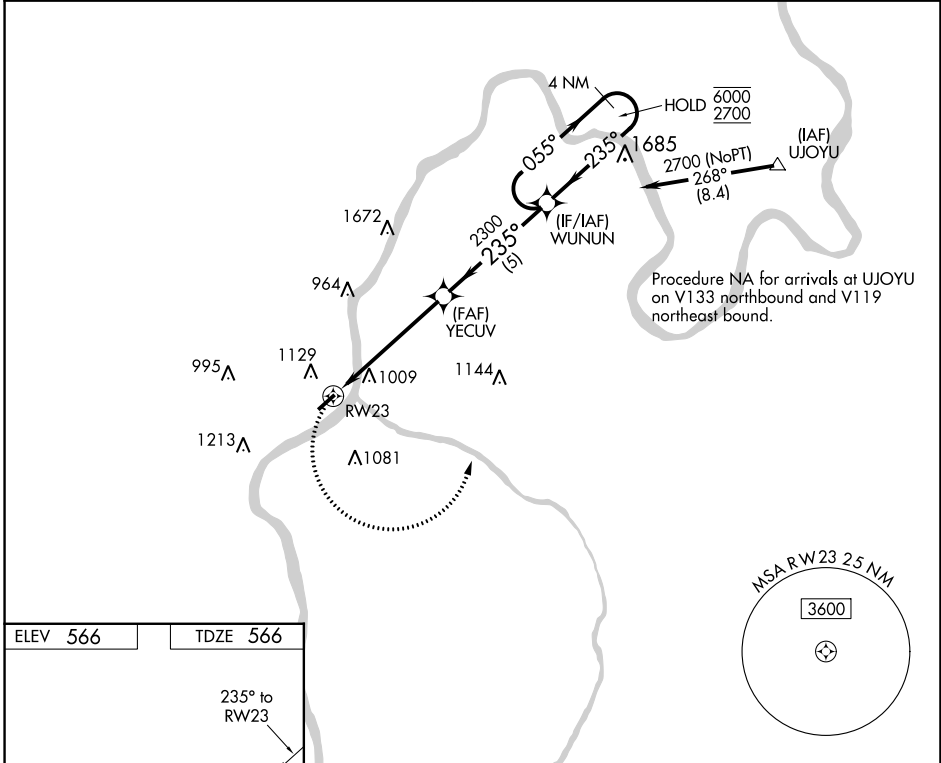 4 NM
HOLD
6000
2700
055°
235°
1685
2700 (NoPT)
268°
(8.4)
(IAF)
UJOYU
(IF/IAF)
WUNUN
1672
2300
235°
(5)
964
Procedure NA for arrivals at UJOYU
on V133 northbound and V119
northeast bound.
(FAF)
YECUV
995
1129
1009
1144
RW23
1213
1081
MSA RW23 25 NM
3600
ELEV 566
TDZE 566
235° to
RW23